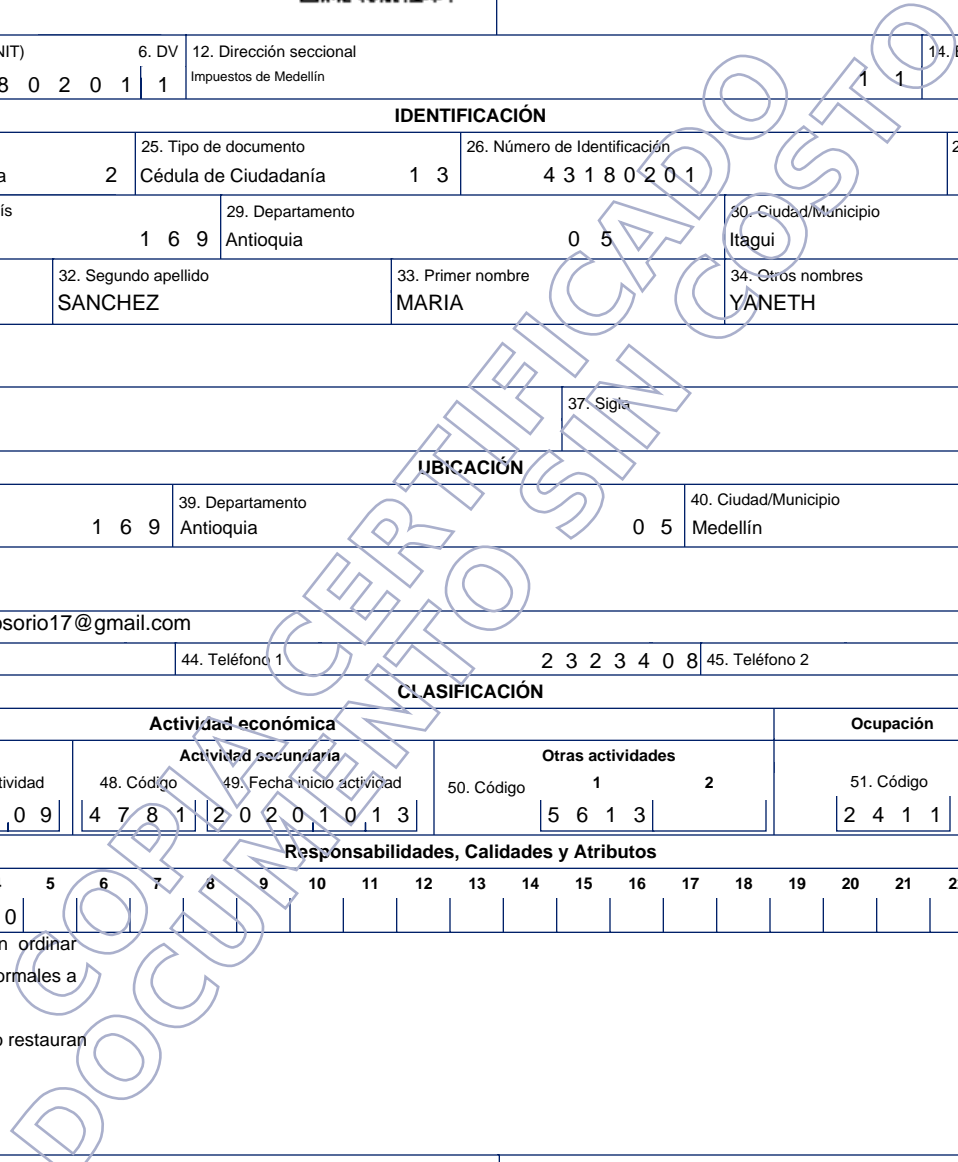 NIT) 6. DV 12. Dirección seccional 14.
8 0 2 0 1 1 Impuestos de Medellín 1 1
IDENTIFICACIÓN
25. Tipo de documento 26. Número de Identificación
a 2 Cédula de Ciudadanía 1 3 4 3 1 8 0 2 0 1
ís 29. Departamento 30. Ciudad/Municipio
1 6 9 Antioquia 0 5 Itagui
32. Segundo apellido 33. Primer nombre 34. Otros nombres
SANCHEZ MARIA YANETH
37. Sigla
UBICACIÓN
39. Departamento 40. Ciudad/Municipio
1 6 9 Antioquia 0 5 Medellín
osorio17@gmail.com
44. Teléfono 1 2 3 2 3 4 0 8 45. Teléfono 2
CLASIFICACIÓN
Actividad económica Ocupación
Actividad secundaria Otras actividades
tividad 48. Código 49. Fecha inicio actividad 50. Código 1 2 51. Código
0 9 4 7 8 1 2 0 2 0 1 0 1 3 5 6 1 3 2 4 1 1
Responsabilidades, Calidades y Atributos
5 6 7 8 9 10 11 12 13 14 15 16 17 18 19 20 21
0
n ordinar
ormales a
o restauran
COPIA CERTIFICADO
DOCUMENTO SIN COSTO